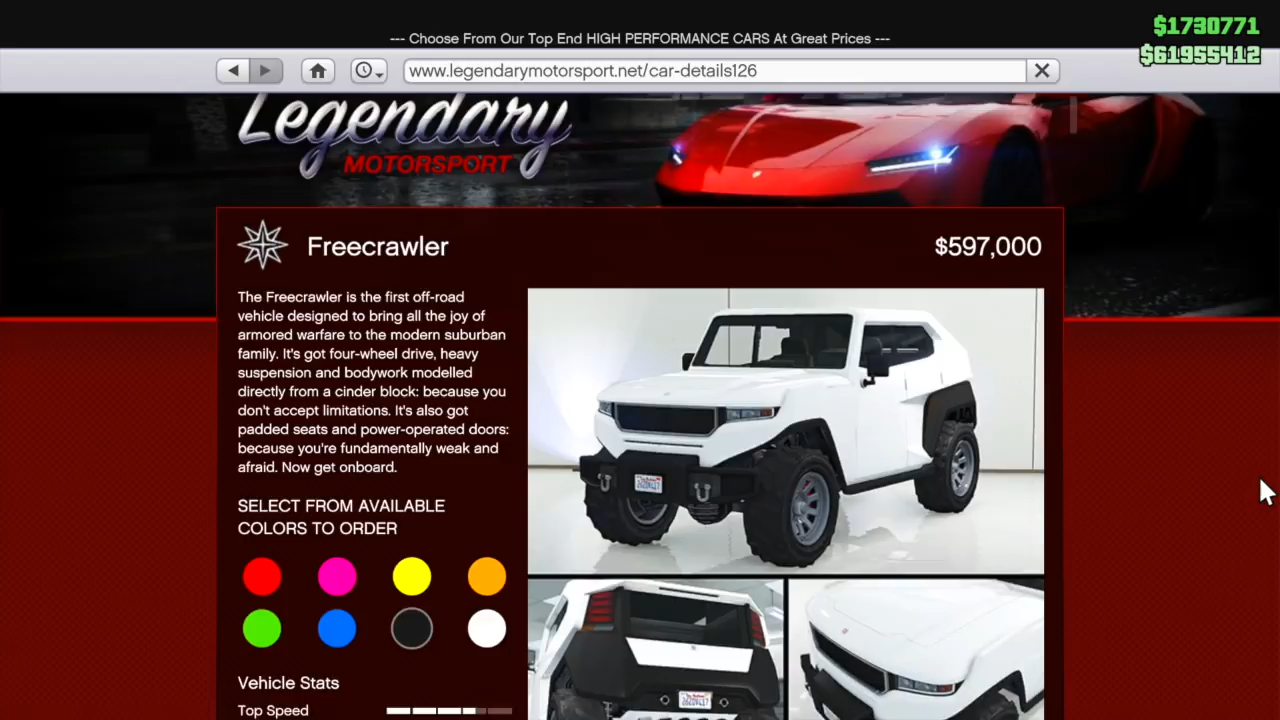 --- Choose From Our Top End HIGH PERFORMANCE CARS At Great Prices ---
$1730771
$61955412
www.legendarymotorsport.net/car-details126
Legendary
MOTORSPORT
Freecrawler
$597,000
The Freecrawler is the first off-road
vehicle designed to bring all the joy of
armored warfare to the modern suburban
family. It's got four-wheel drive, heavy
suspension and bodywork modelled
directly from a cinder block: because you
don't accept limitations. It's also got
padded seats and power-operated doors:
because you're fundamentally weak and
afraid. Now get onboard.
SELECT FROM AVAILABLE
COLORS TO ORDER
Vehicle Stats
Top Speed